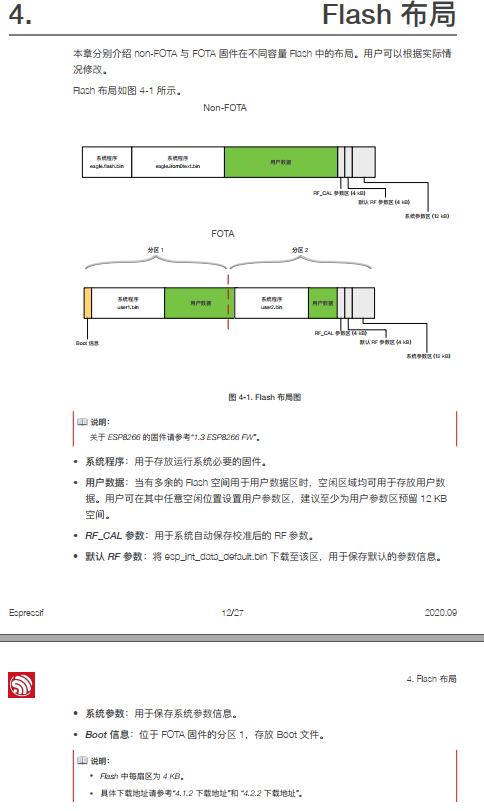 4. Flash 布局
本章分别介绍 non-FOTA 与 FOTA 固件在不同容量 Flash 中的布局。用户可以根据实际情
况修改。
Flash 布局如图 4-1 所示。
Non-FOTA
系统程序
eagle.flash.bin
系统程序
eagle.irom0text.bin
用户数据
RF_CAL 参数区 (4 kB)
默认 RF 参数区 (4 kB)
系统参数区 (12 kB)
FOTA
分区 1
分区 2
系统程序
user1.bin
用户数据
系统程序
user2.bin
用户数据
Boot 信息
RF_CAL 参数区 (4 kB)
默认 RF 参数区 (4 kB)
系统参数区 (12 kB)
图 4-1. Flash 布局图
说明:
关于 ESP8266 的固件请参考“1.3 ESP8266 FW”。
• 系统程序：用于存放运行系统必要的固件。
• 用户数据：当有多余的 Flash 空间用于用户数据区时，空闲区域均可用于存放用户数
据。用户可在其中任意空闲位置设置用户参数区，建议至少为用户参数区预留 12 KB
空间。
• RF_CAL 参数：用于系统自动保存校准后的 RF 参数。
• 默认 RF 参数：将 esp_int_data_default.bin 下载至该区，用于保存默认的参数信息。
Espressif 12/27 2020.09
4. Flash 布局
• 系统参数：用于保存系统参数信息。
• Boot 信息：位于 FOTA 固件的分区 1，存放 Boot 文件。
说明:
• Flash 中每扇区为 4 KB。
• 具体下载地址请参考“4.1.2 下载地址”和 “4.2.2 下载地址”。